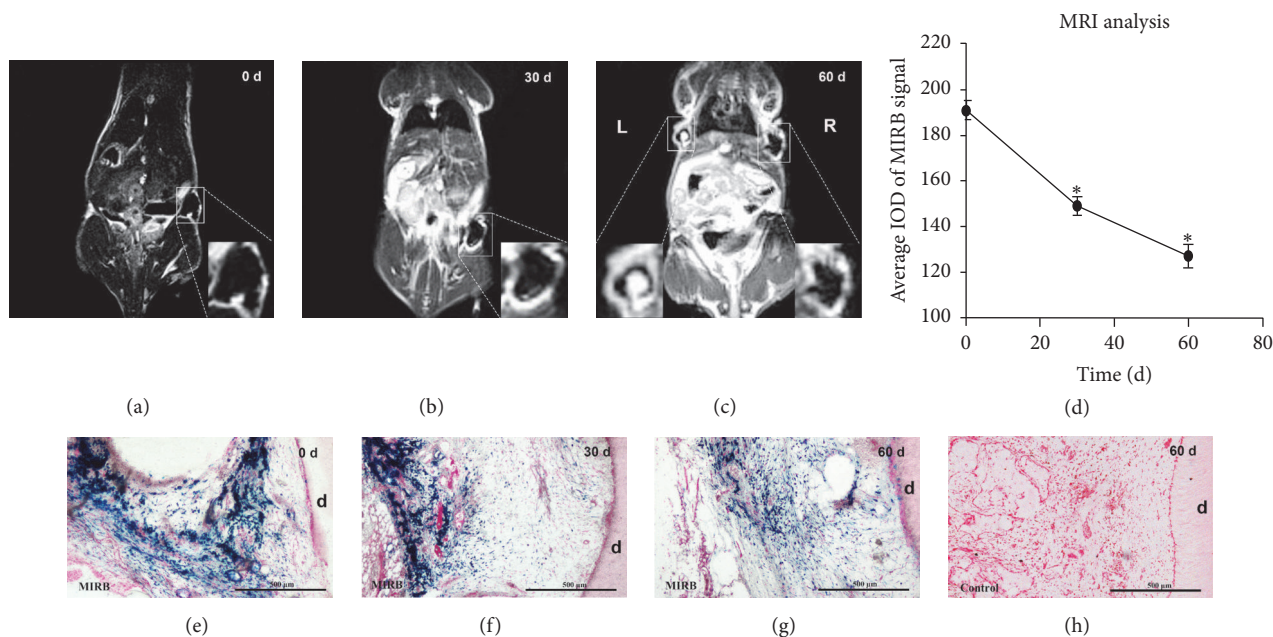 0 d
30 d
60 d
L
R
MRI analysis
Average IOD of MIRB signal
220
200
180
160
140
120
100
*
*
0
20
40
60
80
Time (d)
(a)
(b)
(c)
(d)
0 d
d
MIRB
500 μm
30 d
d
MIRB
500 μm
60 d
d
MIRB
500 μm
60 d
d
Control
500 μm
(e)
(f)
(g)
(h)